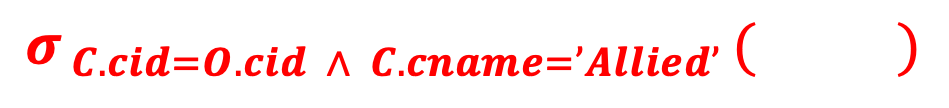 σ C.cid=O.cid ∧ C.cname=’Allied’ ( )